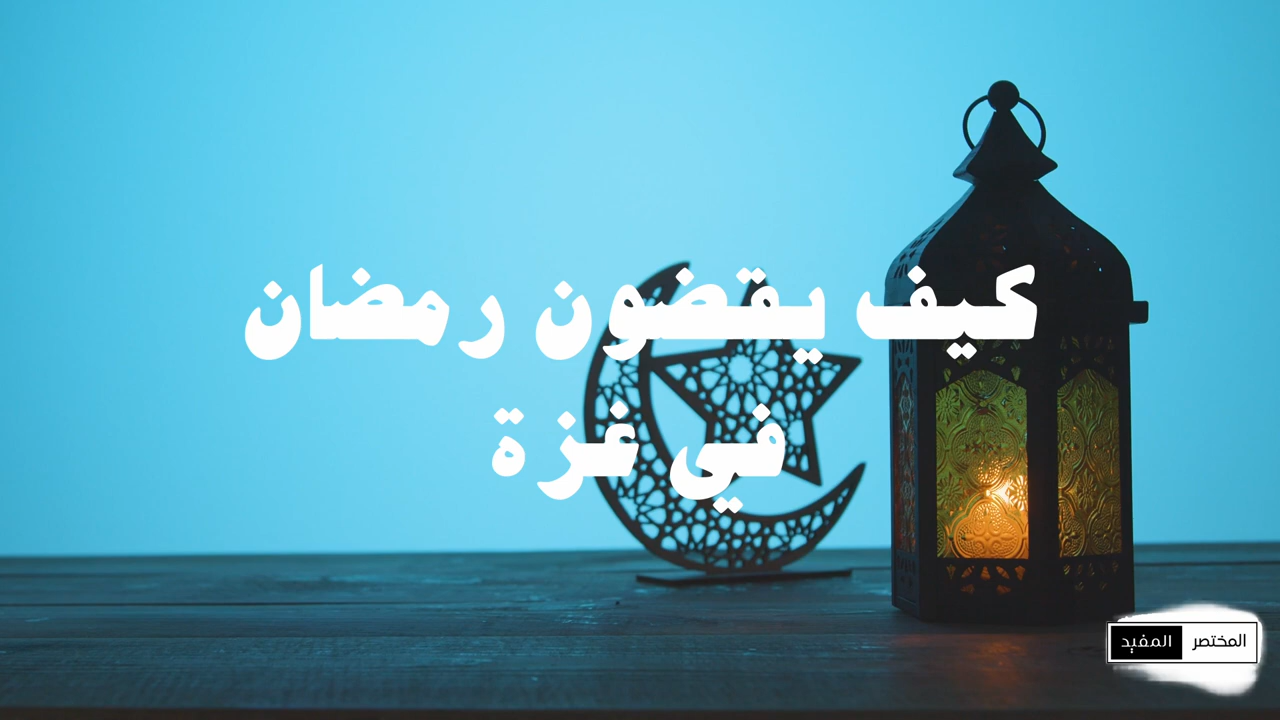 كيف يقضون رمضان
في غزة
المختصر المفيد